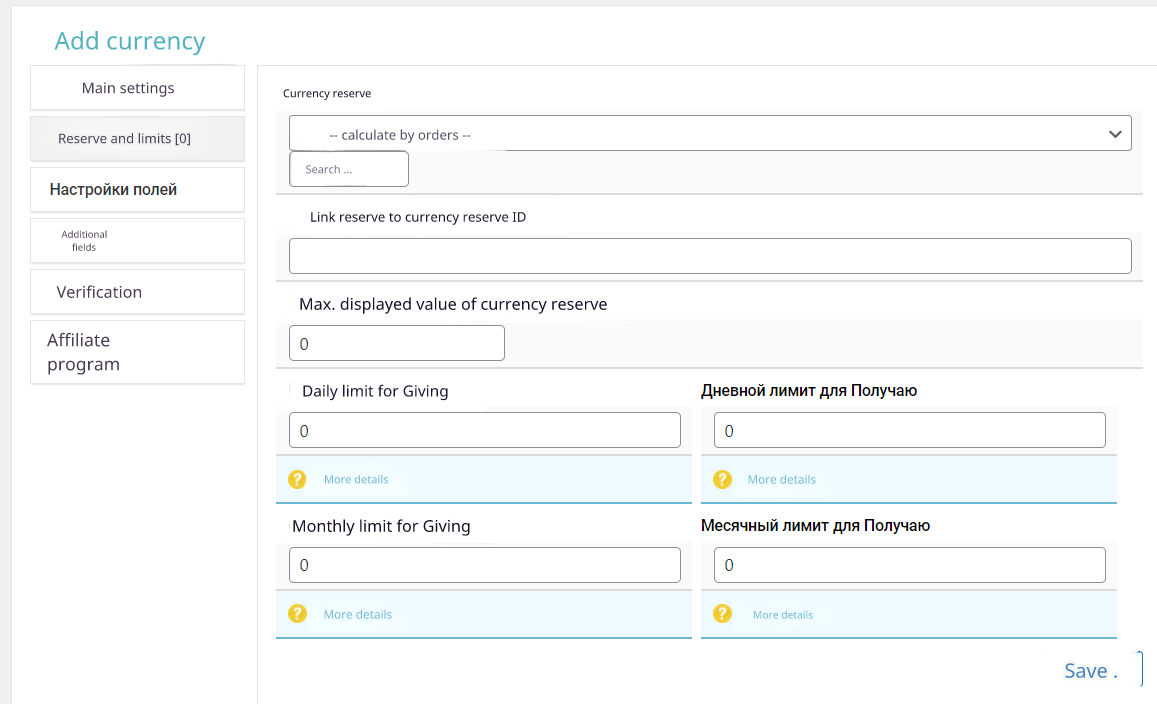 Add currency
Main settings
Reserve and limits [0]
Настройки полей
Additional
fields
Verification
Affiliate
program
Currency reserve
-- calculate by orders --
Search ...
Link reserve to currency reserve ID
Max. displayed value of currency reserve
0
Daily limit for Giving
Дневной лимит для Получаю
0
0
? More details
? More details
Monthly limit for Giving
Месячный лимит для Получаю
0
0
? More details
? More details
Save .